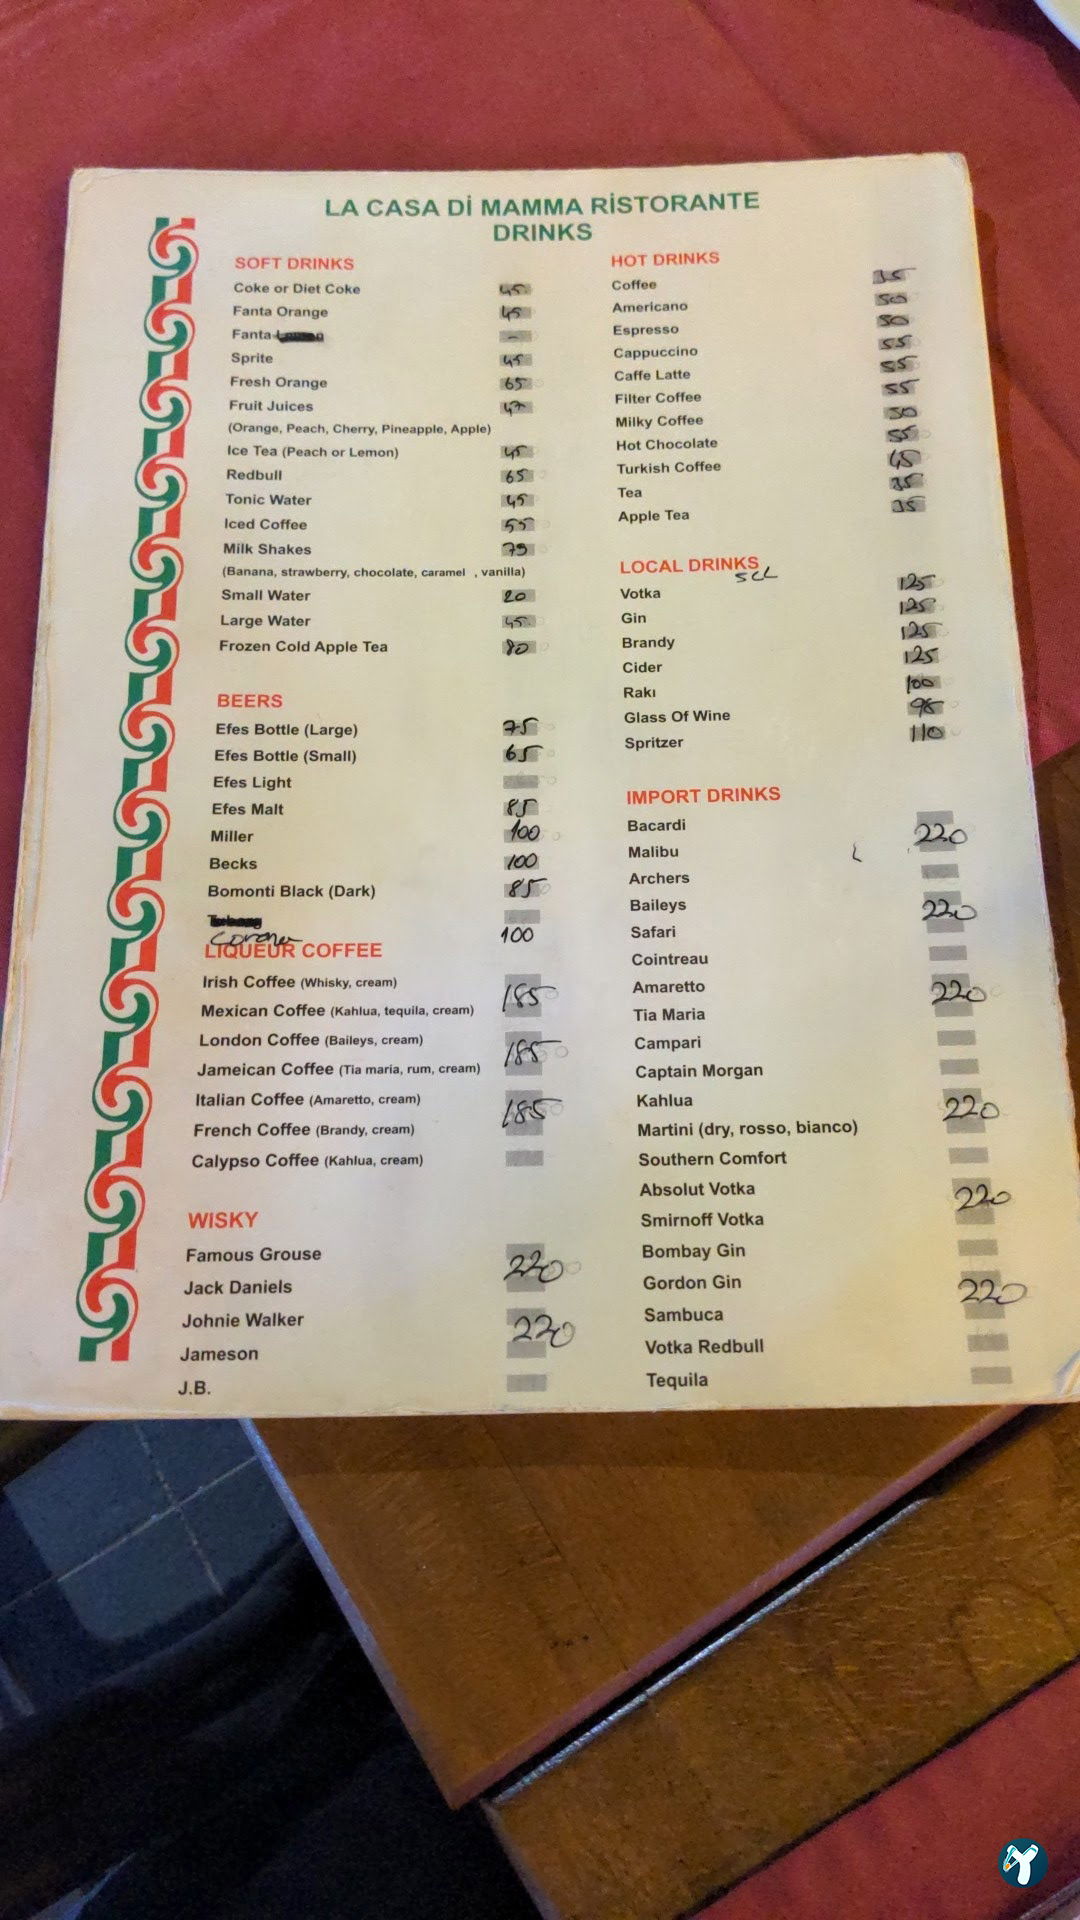 LA CASA Dİ MAMMA RİSTORANTE
DRINKS
SOFT DRINKS
Coke or Diet Coke 45
Fanta Orange 45
Fanta -
Sprite 45
Fresh Orange 65
Fruit Juices 47
(Orange, Peach, Cherry, Pineapple, Apple)
Ice Tea (Peach or Lemon) 45
Redbull 65
Tonic Water 45
Iced Coffee 55
Milk Shakes 75
(Banana, strawberry, chocolate, caramel , vanilla)
Small Water 20
Large Water 45
Frozen Cold Apple Tea 80
BEERS
Efes Bottle (Large) 75
Efes Bottle (Small) 65
Efes Light
Efes Malt 85
Miller 100
Becks 100
Bomonti Black (Dark) 85
Corona 100
LIQUEUR COFFEE
Irish Coffee (Whisky, cream)
185
Mexican Coffee (Kahlua, tequila, cream)
London Coffee (Baileys, cream)
185
Jameican Coffee (Tia maria, rum, cream)
Italian Coffee (Amaretto, cream)
185
French Coffee (Brandy, cream)
Calypso Coffee (Kahlua, cream)
WISKY
Famous Grouse
220
Jack Daniels
Johnie Walker
220
Jameson
J.B.
HOT DRINKS
Coffee 35
Americano 50
Espresso 50
Cappuccino 55
Caffe Latte 55
Filter Coffee 55
Milky Coffee 50
Hot Chocolate 55
Turkish Coffee 45
Tea 35
Apple Tea 35
LOCAL DRINKS
5CL
Votka 125
Gin 125
Brandy 125
Cider 125
Rakı 100
Glass Of Wine 95
Spritzer 110
IMPORT DRINKS
Bacardi
220
Malibu
Archers
Baileys
220
Safari
Cointreau
Amaretto
220
Tia Maria
Campari
Captain Morgan
Kahlua
220
Martini (dry, rosso, bianco)
Southern Comfort
Absolut Votka
220
Smirnoff Votka
Bombay Gin
Gordon Gin
220
Sambuca
Votka Redbull
Tequila